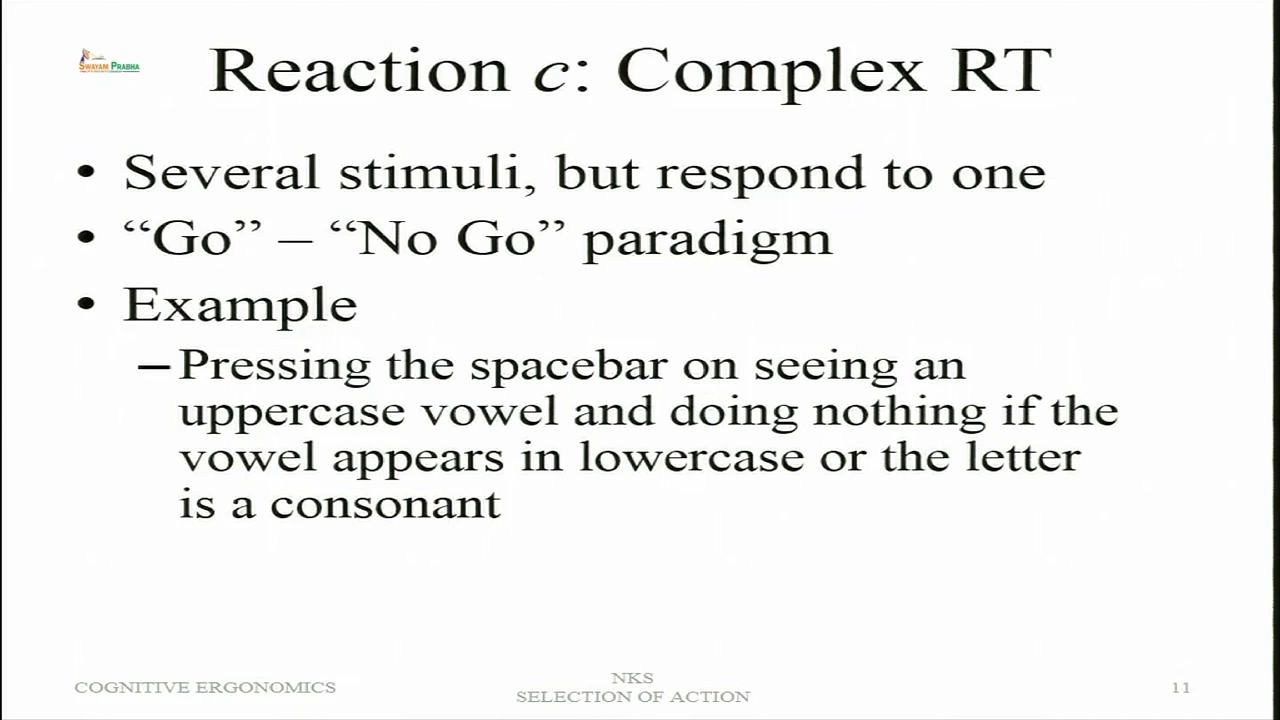 SWAYAM PRABHA
Reaction c: Complex RT
• Several stimuli, but respond to one
• “Go” – “No Go” paradigm
• Example
– Pressing the spacebar on seeing an
uppercase vowel and doing nothing if the
vowel appears in lowercase or the letter
is a consonant
COGNITIVE ERGONOMICS
NKS
SELECTION OF ACTION
11